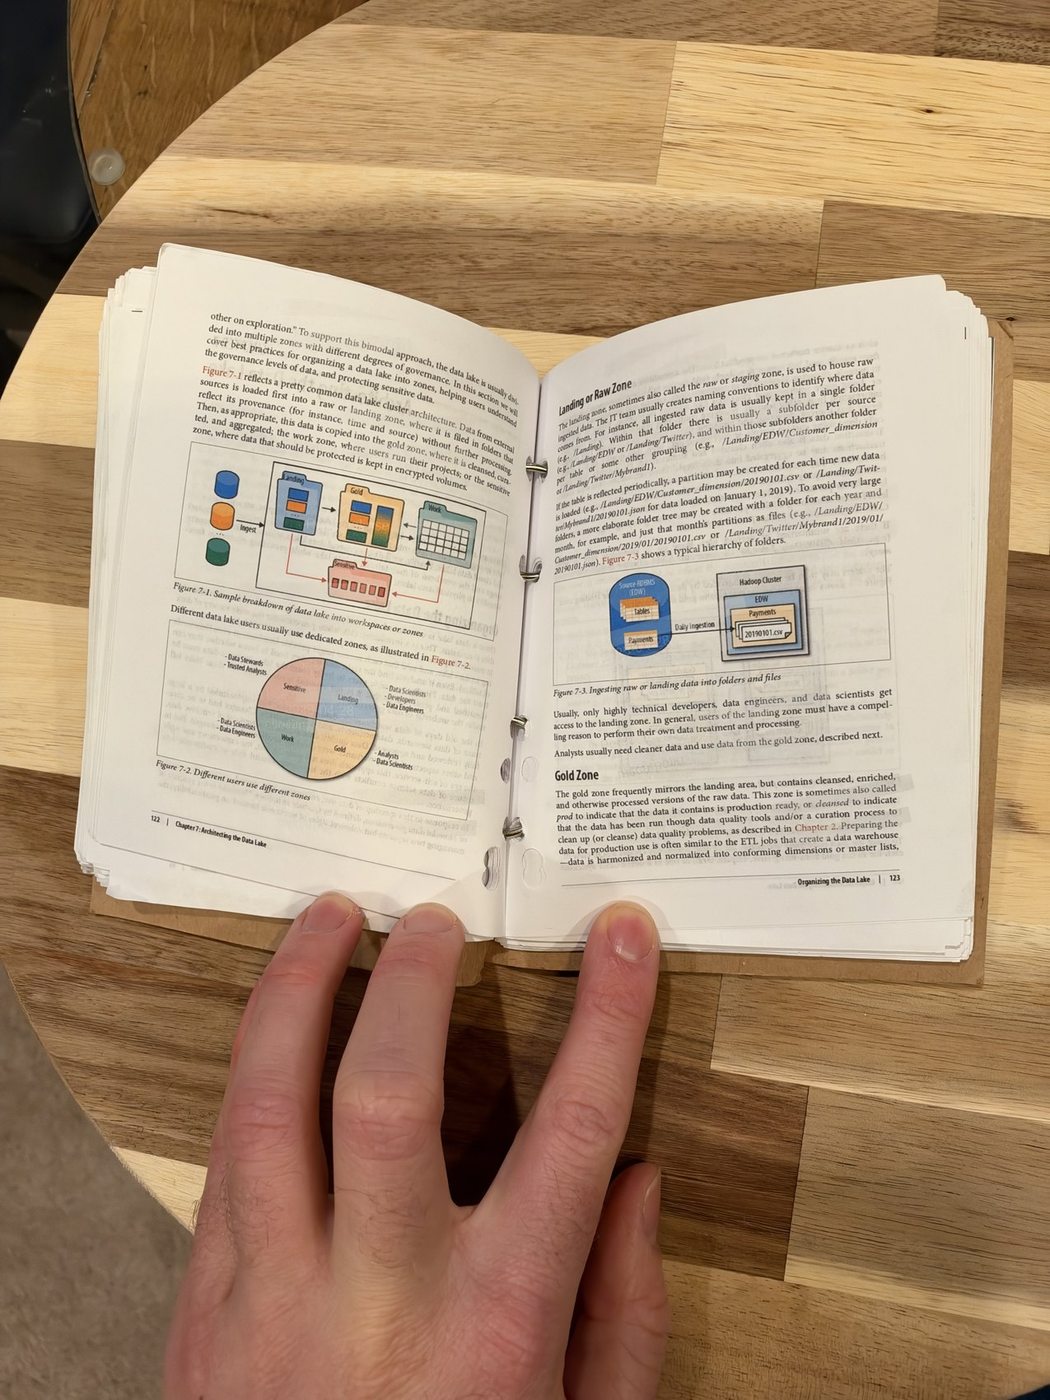 other on exploration." To support this bimodal approach, the data lake is usually divi‐
ded into multiple zones with different degrees of governance. In this section we will
cover best practices for organizing a data lake into zones, helping users understand
the governance levels of data, and protecting sensitive data.
Figure 7-1 reflects a pretty common data lake cluster architecture. Data from external
sources is loaded first into a raw or landing zone, where it is filed in folders that
reflect its provenance (for instance, time and source) without further processing.
Then, as appropriate, this data is copied into the gold zone, where it is cleansed, cura‐
ted, and aggregated; the work zone, where users run their projects; or the sensitive
zone, where data that should be protected is kept in encrypted volumes.
Landing
Gold
Work
Ingest
Sensitive
Figure 7-1. Sample breakdown of data lake into workspaces or zones
Different data lake users usually use dedicated zones, as illustrated in Figure 7-2.
- Data Stewards
- Trusted Analysts
Sensitive
Landing
- Data Scientists
- Developers
- Data Engineers
- Data Scientists
- Data Engineers
Work
Gold
- Analysts
- Data Scientists
Figure 7-2. Different users use different zones
122 | Chapter 7: Architecting the Data Lake
Landing or Raw Zone
The landing zone, sometimes also called the raw or staging zone, is used to house raw
ingested data. The IT team usually creates naming conventions to identify where data
comes from. For instance, all ingested raw data is usually kept in a single folder
(e.g., /Landing). Within that folder there is usually a subfolder per source
(e.g., /Landing/EDW or /Landing/Twitter), and within those subfolders another folder
per table or some other grouping (e.g., /Landing/EDW/Customer_dimension
or /Landing/Twitter/Mybrand1).
If the table is reflected periodically, a partition may be created for each time new data
is loaded (e.g., /Landing/EDW/Customer_dimension/20190101.csv or /Landing/Twit‐
ter/Mybrand1/20190101.json for data loaded on January 1, 2019). To avoid very large
folders, a more elaborate folder tree may be created with a folder for each year and
month, for example, and just that month's partitions as files (e.g., /Landing/EDW/
Customer_dimension/2019/01/20190101.csv or /Landing/Twitter/Mybrand1/2019/01/
20190101.json). Figure 7-3 shows a typical hierarchy of folders.
Source RDBMS
(EDW)
Tables
Payments
Daily ingestion
Hadoop Cluster
EDW
Payments
20190101.csv
Figure 7-3. Ingesting raw or landing data into folders and files
Usually, only highly technical developers, data engineers, and data scientists get
access to the landing zone. In general, users of the landing zone must have a compel‐
ling reason to perform their own data treatment and processing.
Analysts usually need cleaner data and use data from the gold zone, described next.
Gold Zone
The gold zone frequently mirrors the landing area, but contains cleansed, enriched,
and otherwise processed versions of the raw data. This zone is sometimes also called
prod to indicate that the data it contains is production ready, or cleansed to indicate
that the data has been run though data quality tools and/or a curation process to
clean up (or cleanse) data quality problems, as described in Chapter 2. Preparing the
data for production use is often similar to the ETL jobs that create a data warehouse
—data is harmonized and normalized into conforming dimensions or master lists,
Organizing the Data Lake | 123